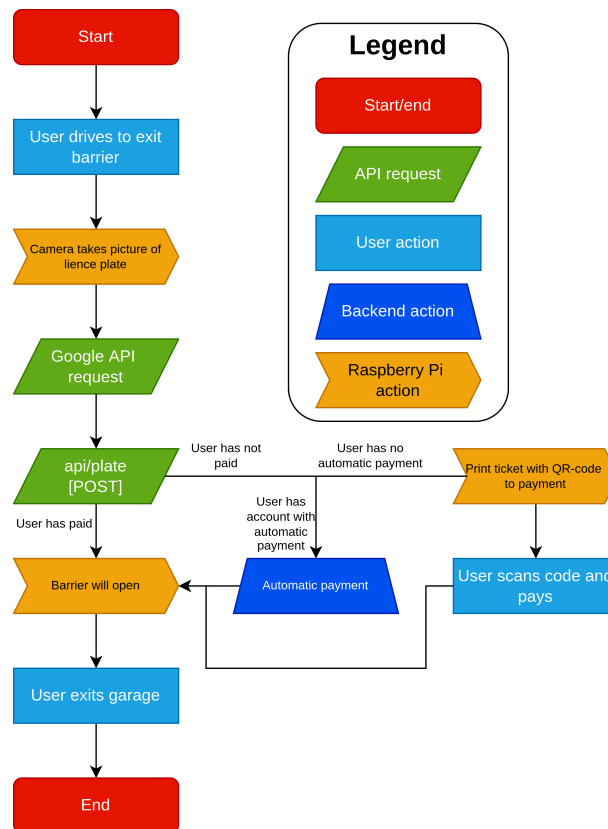 Start
Legend
Start/end
API request
User action
Backend action
Raspberry Pi
action
User drives to exit
barrier
Camera takes picture of
lience plate
Google API
request
api/plate
[POST]
User has not
paid
User has no
automatic payment
Print ticket with QR-code
to payment
User has paid
User has
account with
automatic
payment
Barrier will open
Automatic payment
User scans code and
pays
User exits garage
End